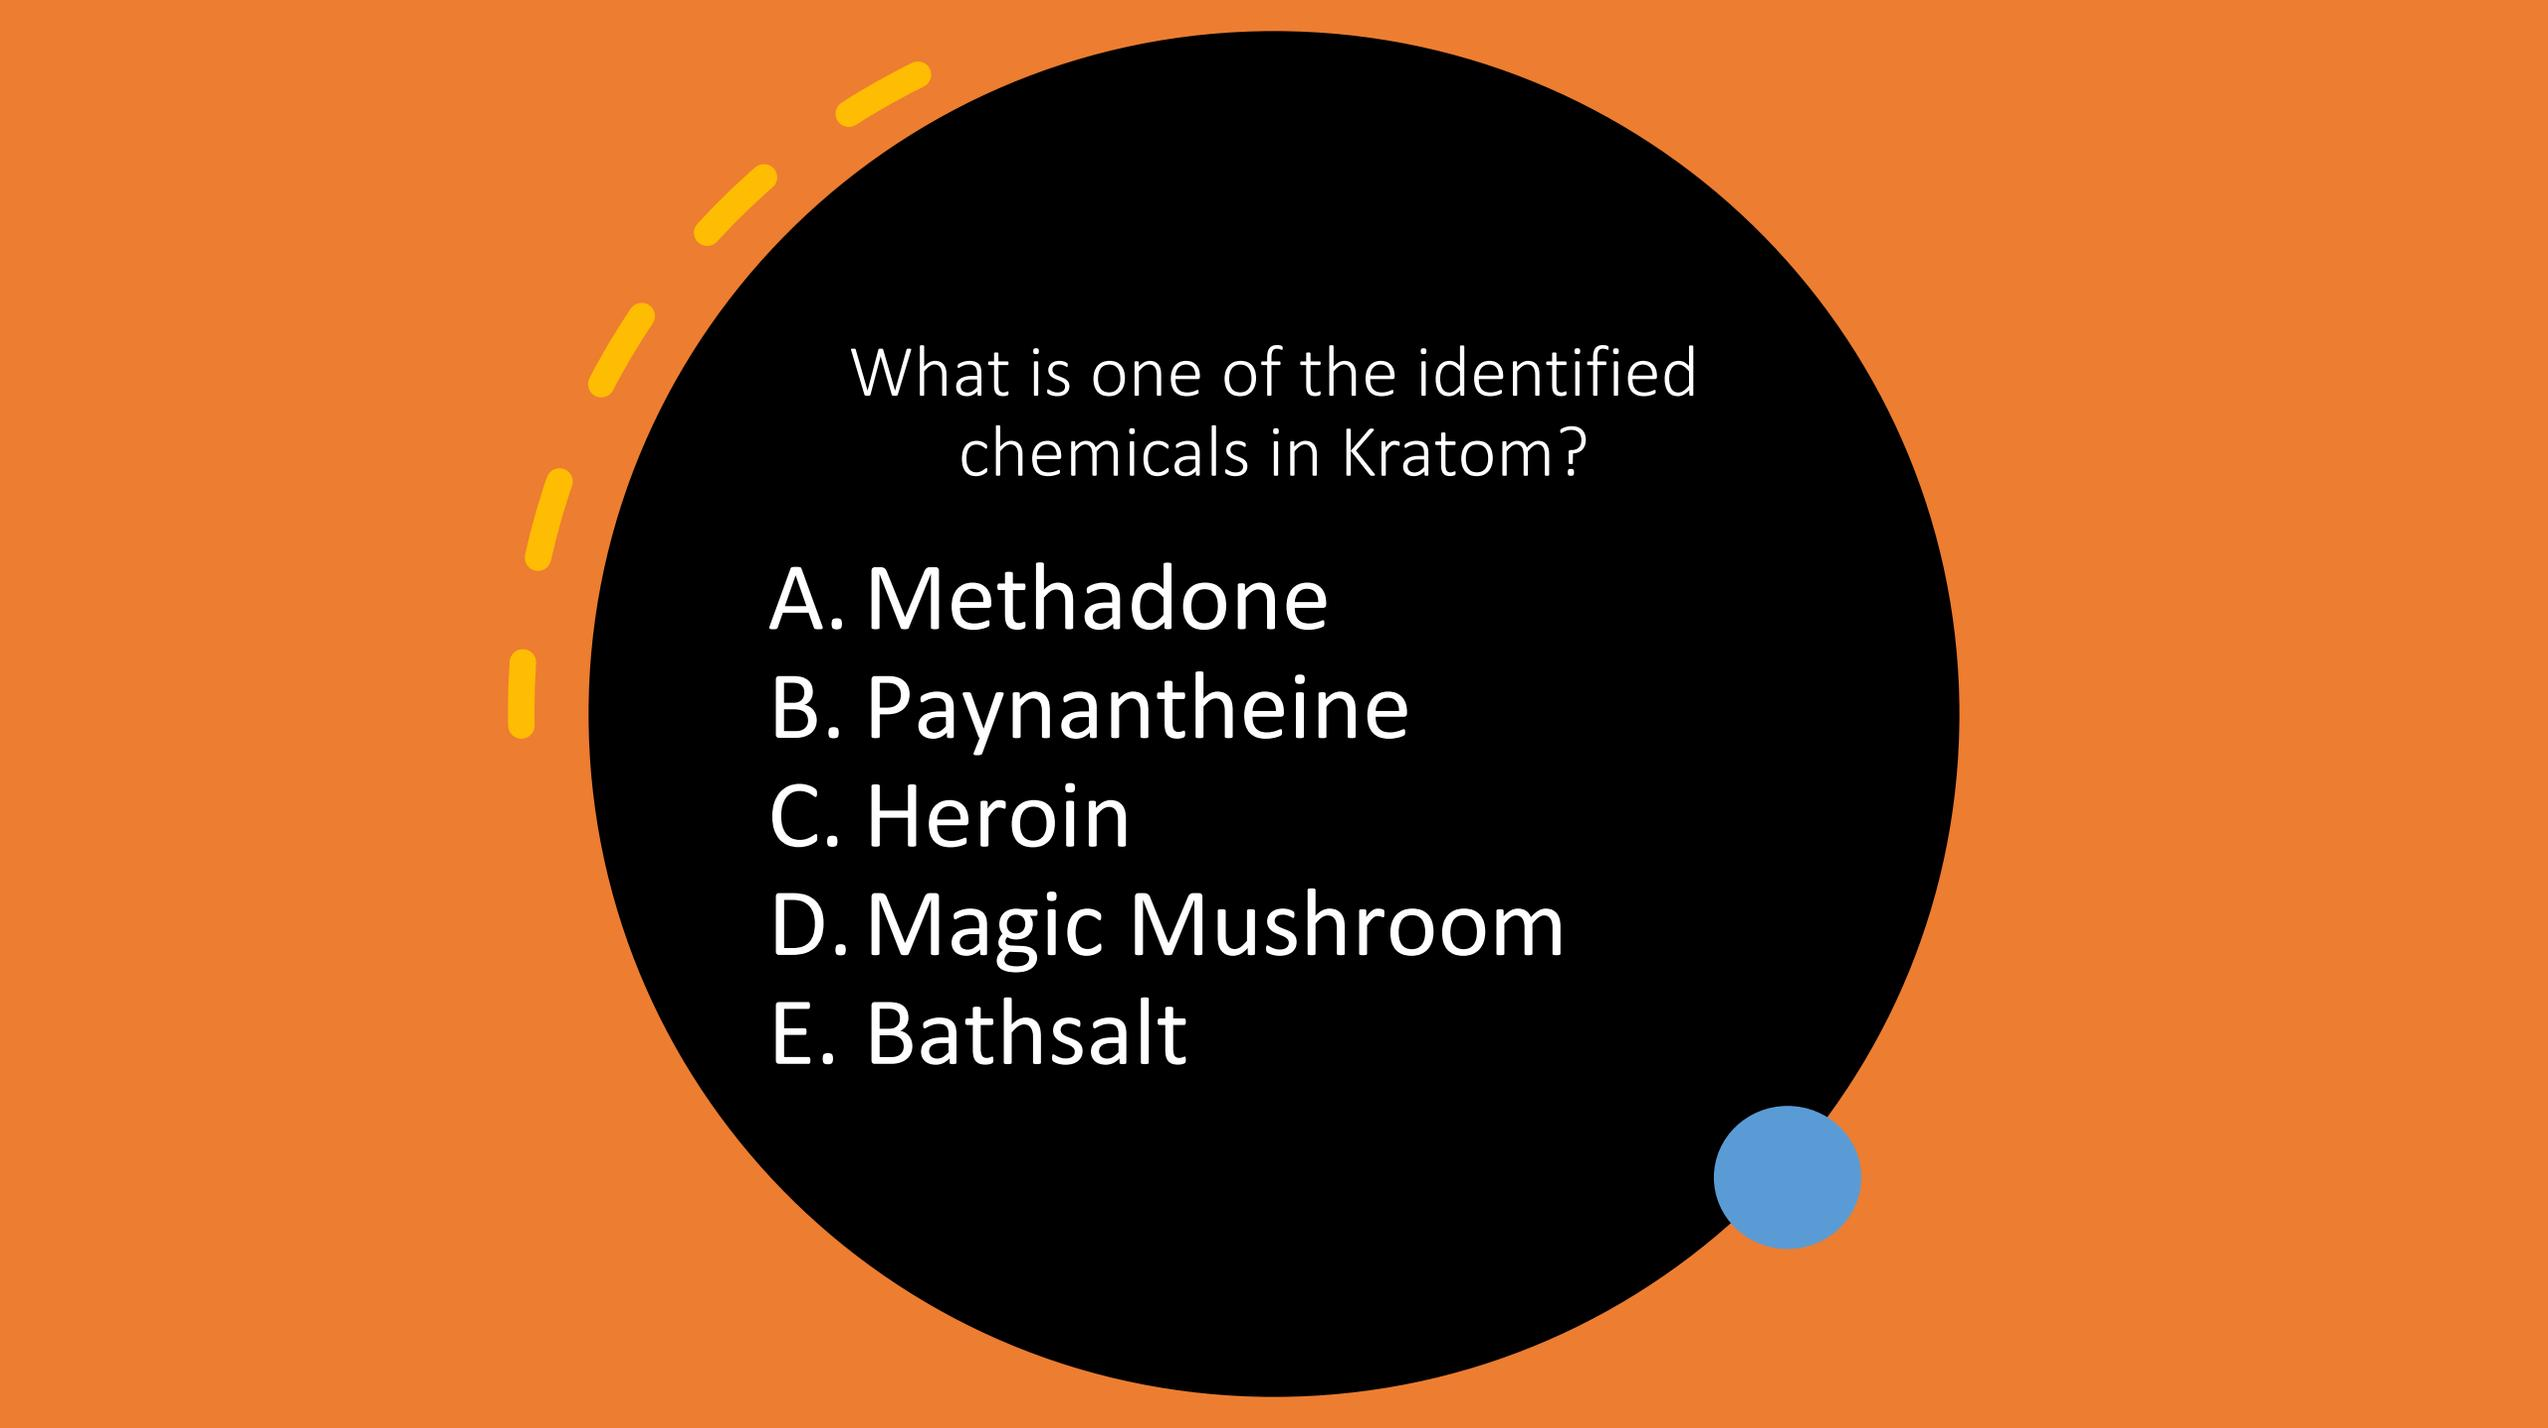 What is one of the identified
chemicals in Kratom?
A. Methadone
B. Paynantheine
C. Heroin
D. Magic Mushroom
E. Bathsalt